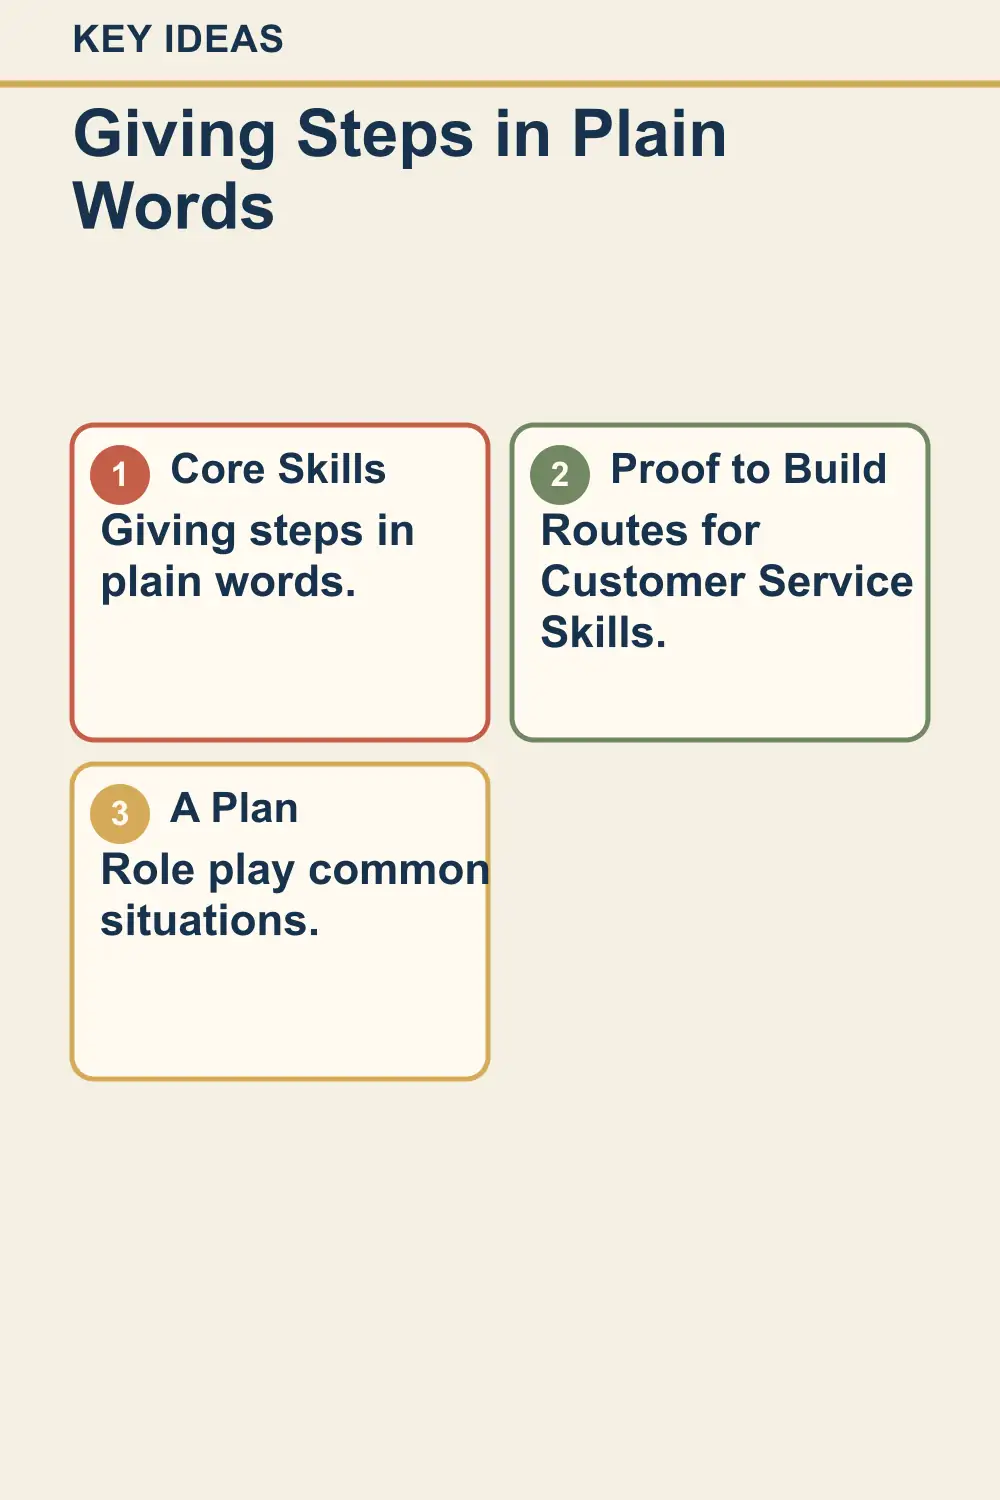 KEY IDEAS
Giving Steps in Plain
Words
1 Core Skills
Giving steps in
plain words.
2 Proof to Build
Routes for
Customer Service
Skills.
3 A Plan
Role play common
situations.